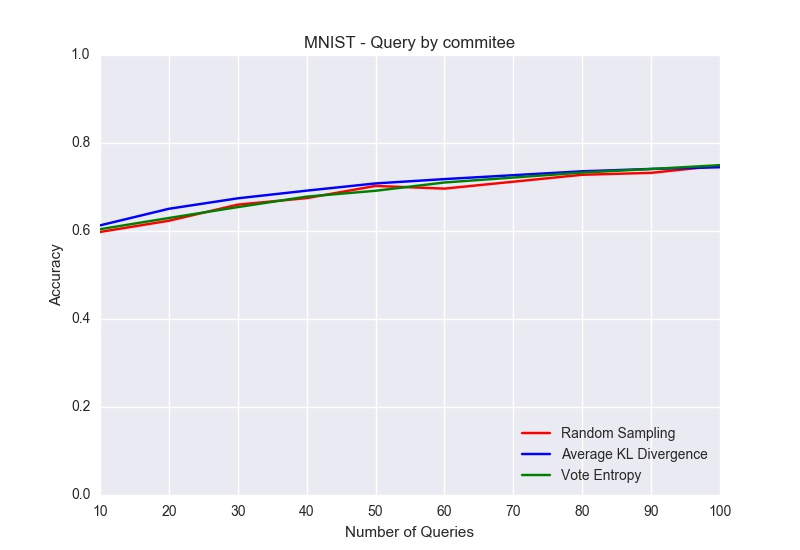 MNIST - Query by commitee
1.0
0.8
0.6
0.4
0.2
0.0
Accuracy
Random Sampling
Average KL Divergence
Vote Entropy
10 20 30 40 50 60 70 80 90 100
Number of Queries